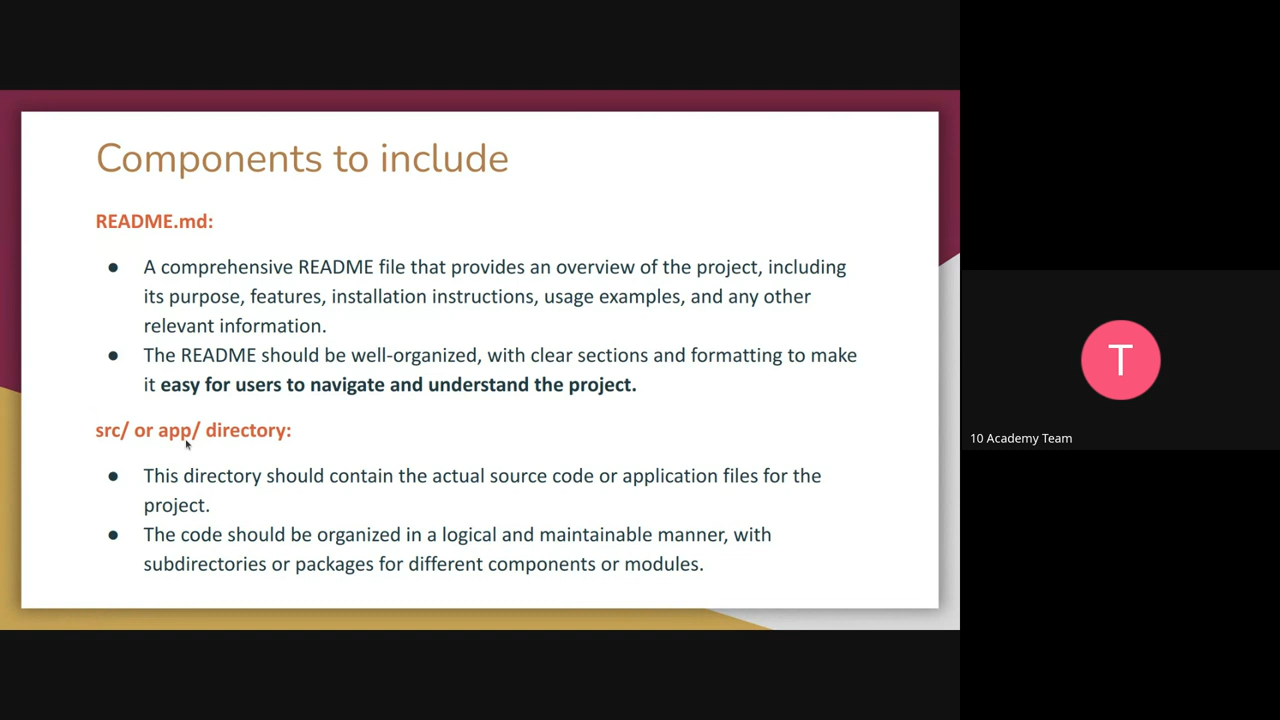 Components to include
README.md:
● A comprehensive README file that provides an overview of the project, including
its purpose, features, installation instructions, usage examples, and any other
relevant information.
● The README should be well-organized, with clear sections and formatting to make
it easy for users to navigate and understand the project.
src/ or app/ directory:
● This directory should contain the actual source code or application files for the
project.
● The code should be organized in a logical and maintainable manner, with
subdirectories or packages for different components or modules.
T
10 Academy Team